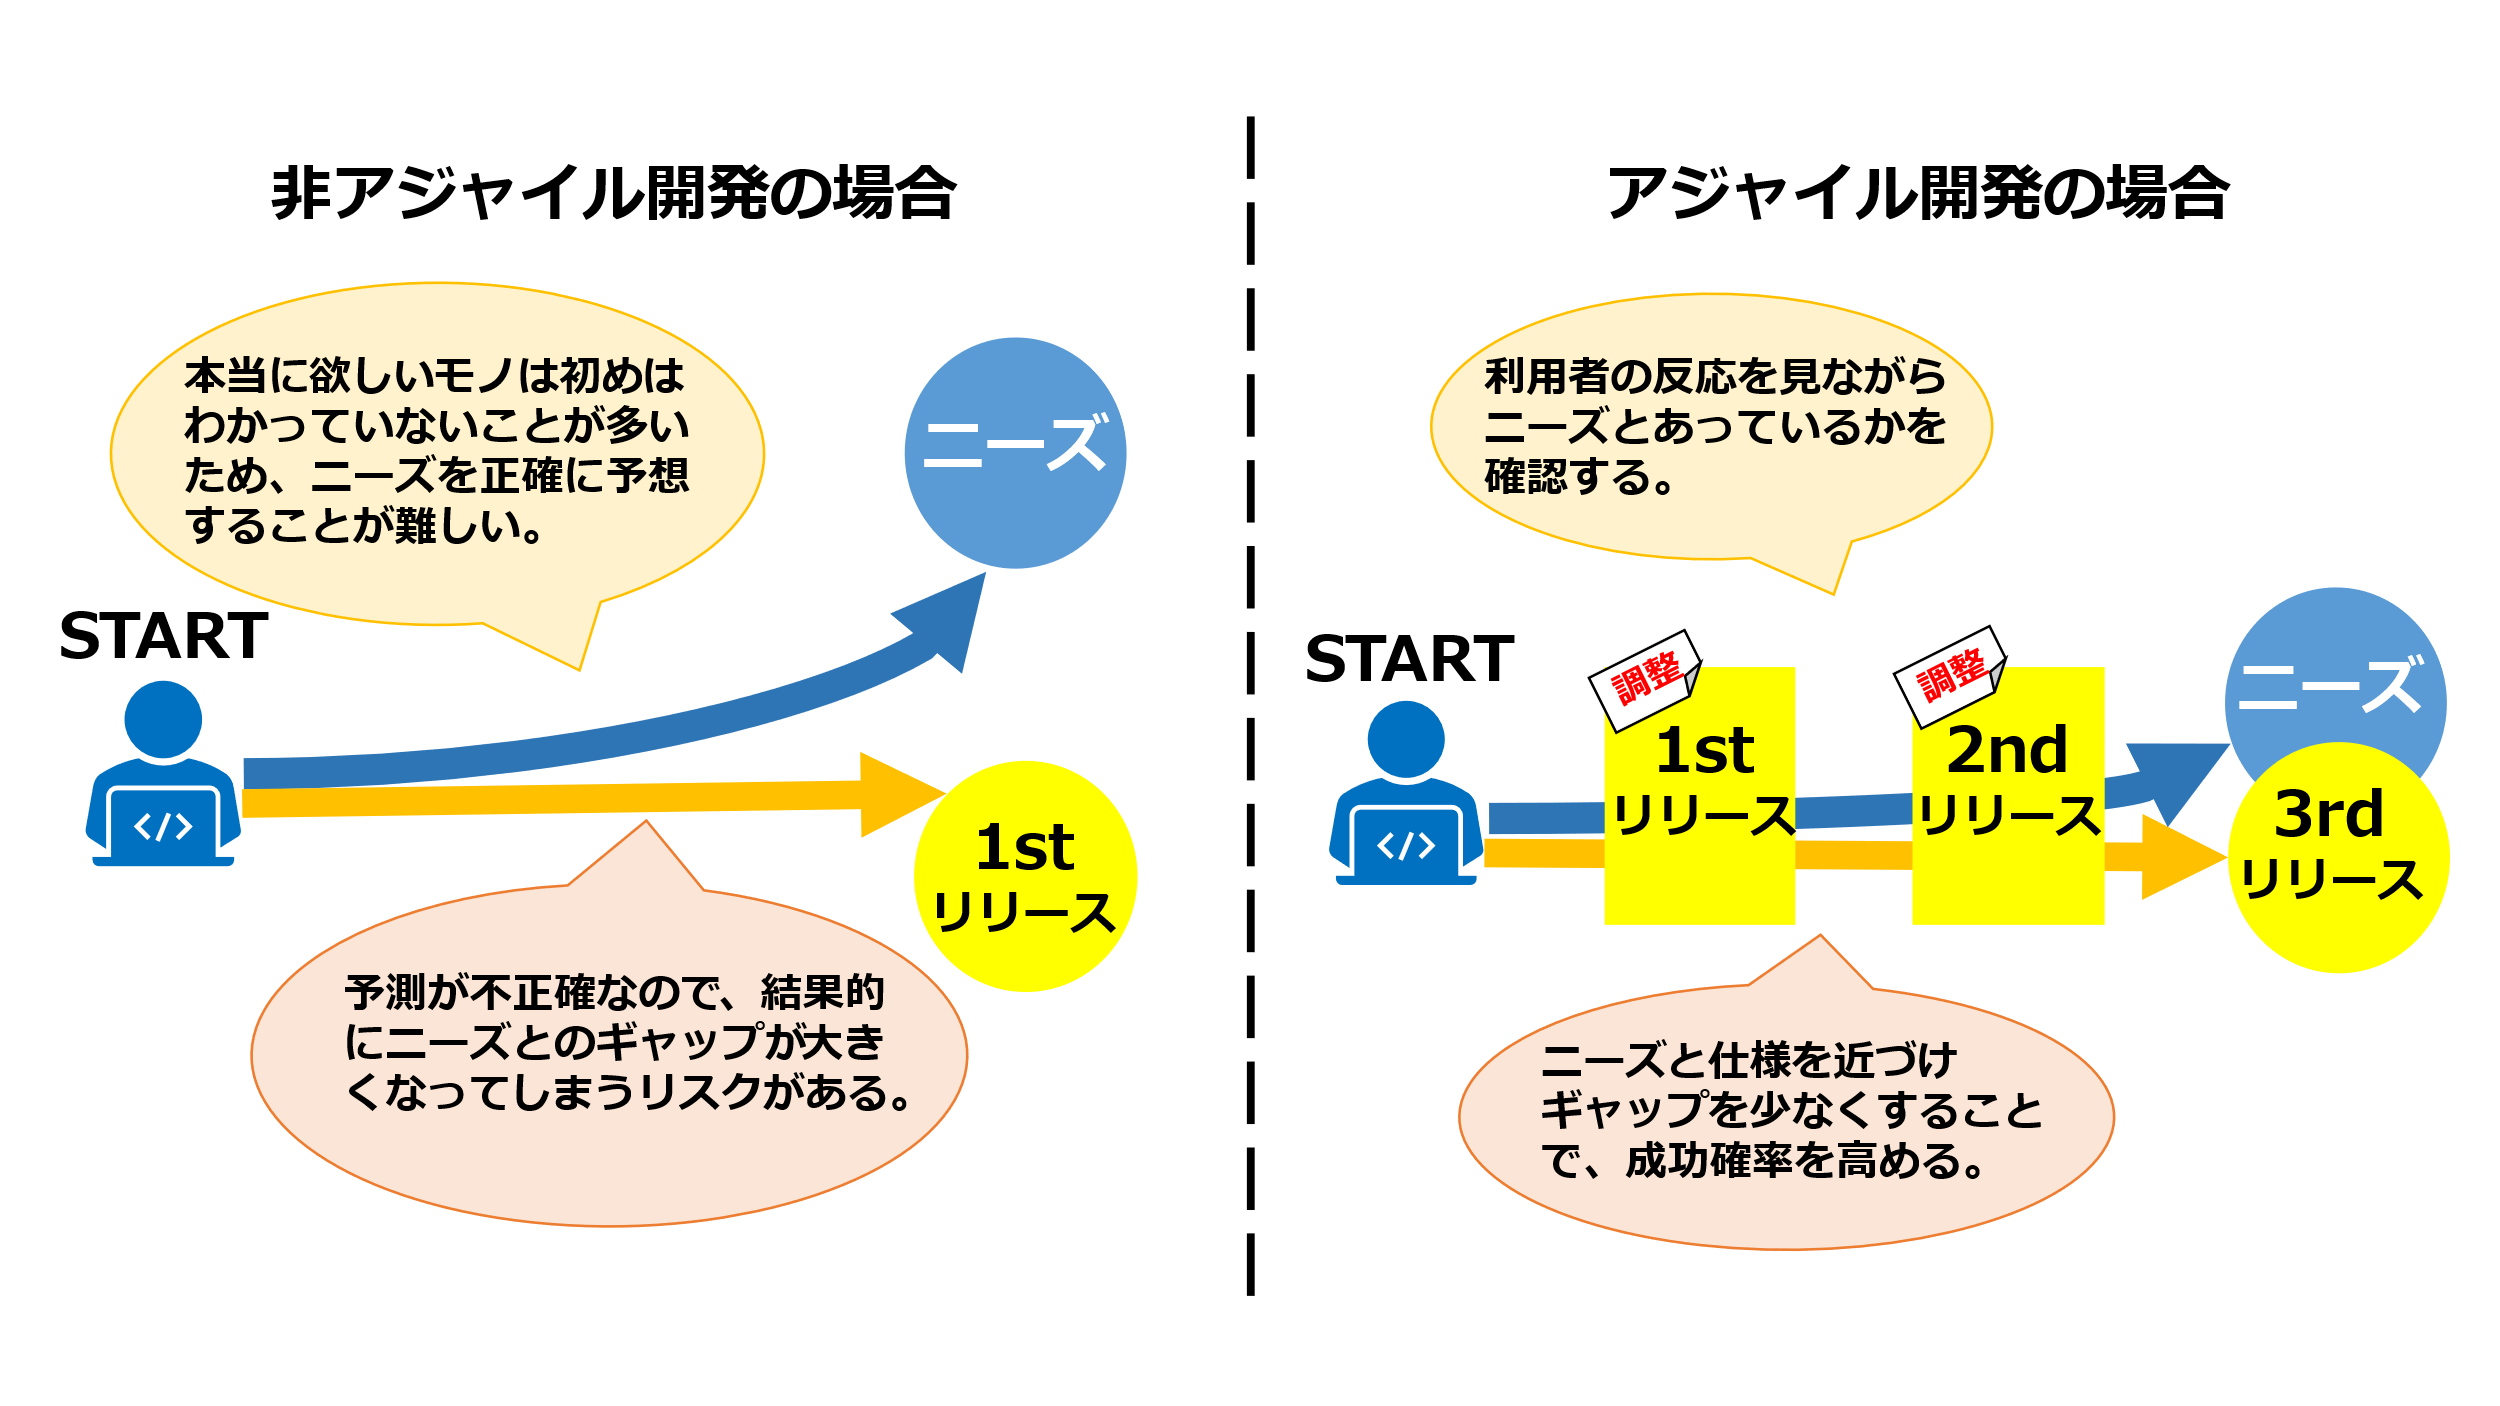 非アジャイル開発の場合
本当に欲しいモノは初めは
わかっていないことが多い
ため、ニーズを正確に予想
することが難しい。
ニーズ
START
1st
リリース
予測が不正確なので、結果的
にニーズとのギャップが大き
くなってしまうリスクがある。
アジャイル開発の場合
利用者の反応を見ながら
ニーズとあっているかを
確認する。
START
調整
1st
リリース
調整
2nd
リリース
ニーズ
3rd
リリース
ニーズと仕様を近づけ
ギャップを少なくすること
で、成功確率を高める。